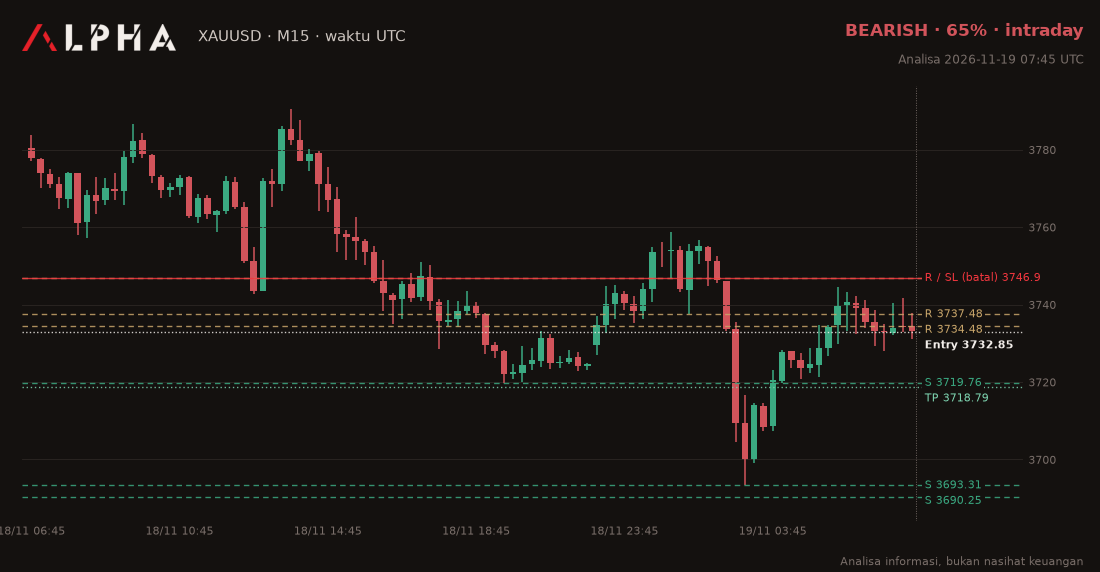 ALPHA
XAUUSD · M15 · waktu UTC
BEARISH · 65% · intraday
Analisa 2026-11-19 07:45 UTC
3780
3760
R / SL (batal) 3746.9
3740
R 3737.48
R 3734.48
Entry 3732.85
S 3719.76
3720
TP 3718.79
3700
S 3693.31
S 3690.25
18/11 06:45
18/11 10:45
18/11 14:45
18/11 18:45
18/11 23:45
19/11 03:45
Analisa informasi, bukan nasihat keuangan